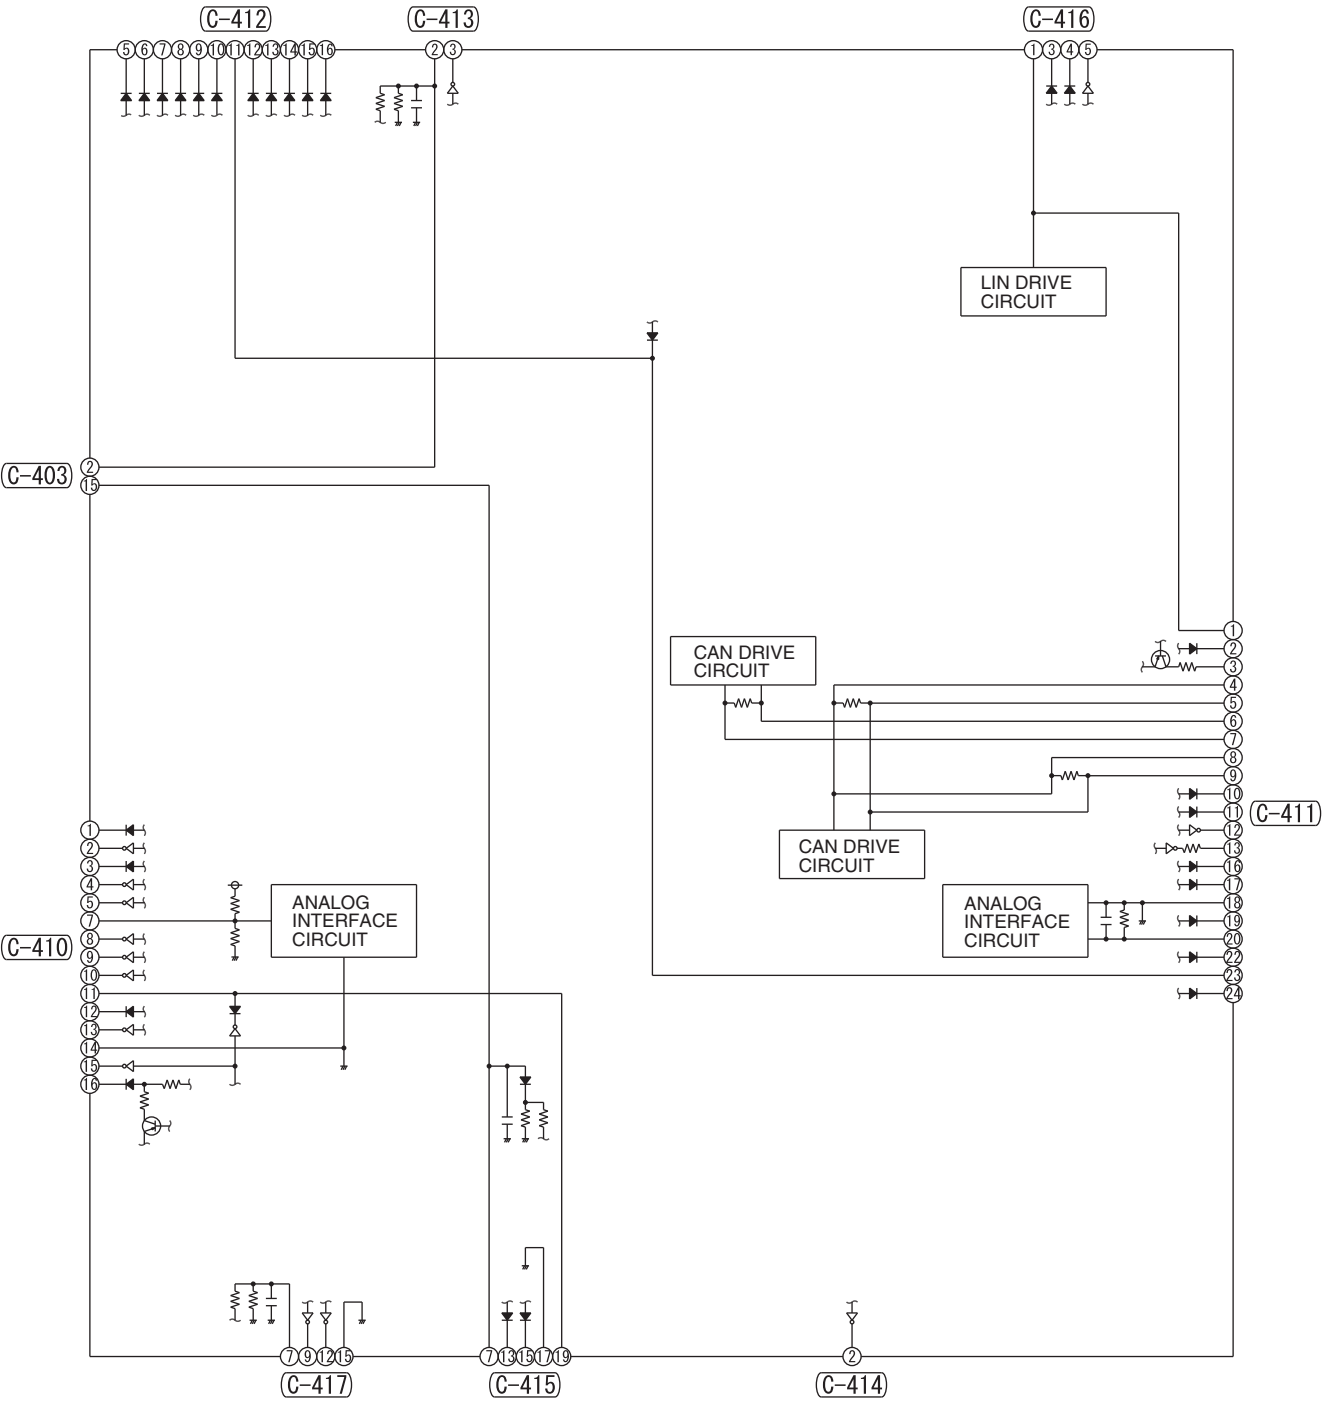 C-412 C-413 C-416
5 6 7 8 9 10 11 12 13 14 15 16 2 3 1 3 4 5
LIN DRIVE
CIRCUIT
C-403
2
15
1
2
3
4
5
6
7
8
9
10
11
12
13
16
17
18
19
20
22
23
24
C-411
CAN DRIVE
CIRCUIT
CAN DRIVE
CIRCUIT
ANALOG
INTERFACE
CIRCUIT
C-410
1
2
3
4
5
7
8
9
10
11
12
13
14
15
16
ANALOG
INTERFACE
CIRCUIT
7 9 12 15 7 13 15 17 19 2
C-417 C-415 C-414